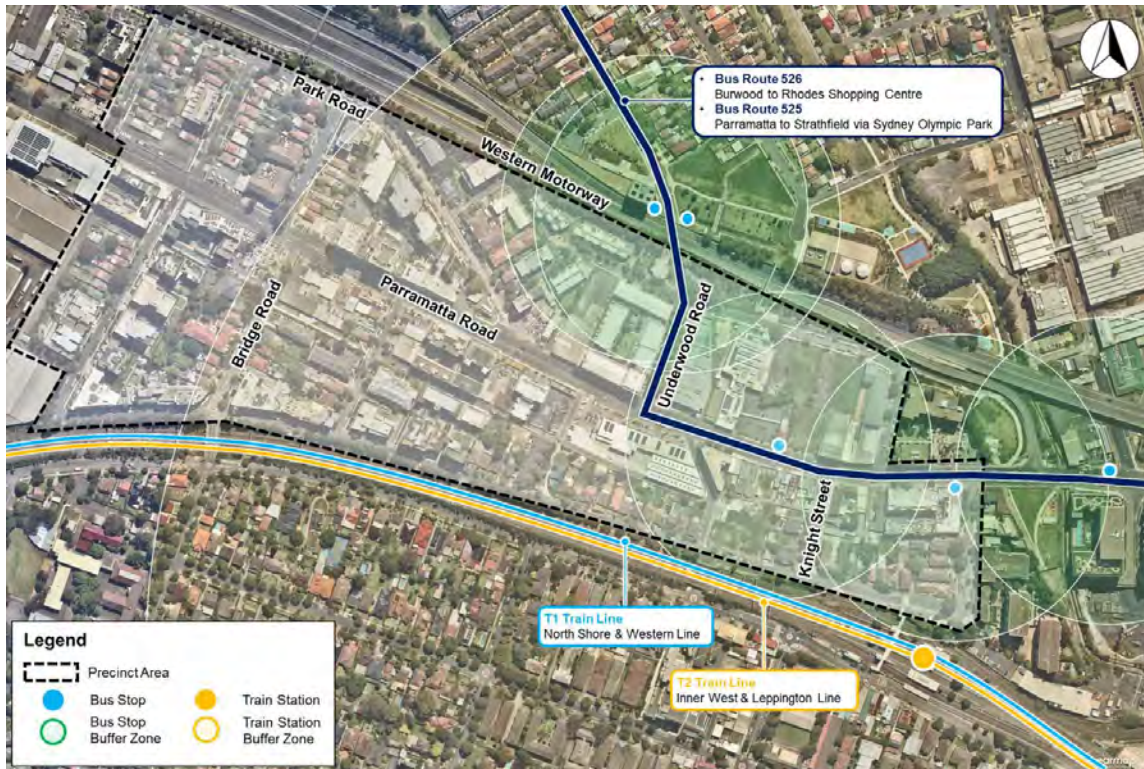 • Bus Route 526
Burwood to Rhodes Shopping Centre
• Bus Route 525
Parramatta to Strathfield via Sydney Olympic Park
Park Road
Western Motorway
Bridge Road
Parramatta Road
Underwood Road
Knight Street
T1 Train Line
North Shore & Western Line
T2 Train Line
Inner West & Leppington Line
Legend
Precinct Area
Bus Stop
Train Station
Bus Stop
Buffer Zone
Train Station
Buffer Zone